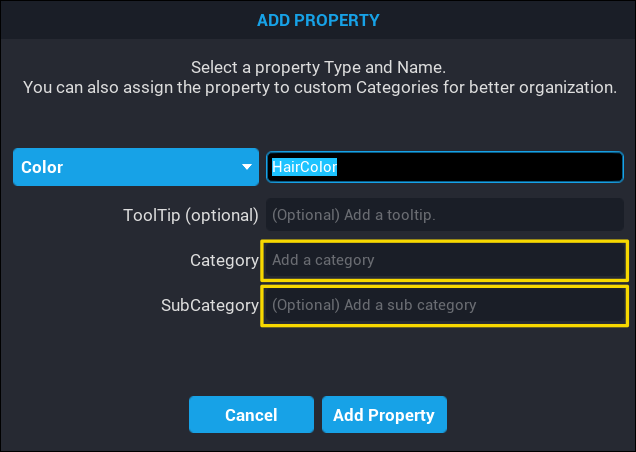 ADD PROPERTY
Select a property Type and Name.
You can also assign the property to custom Categories for better organization.
Color HairColor
ToolTip (optional) (Optional) Add a tooltip.
Category Add a category
SubCategory (Optional) Add a sub category
Cancel Add Property